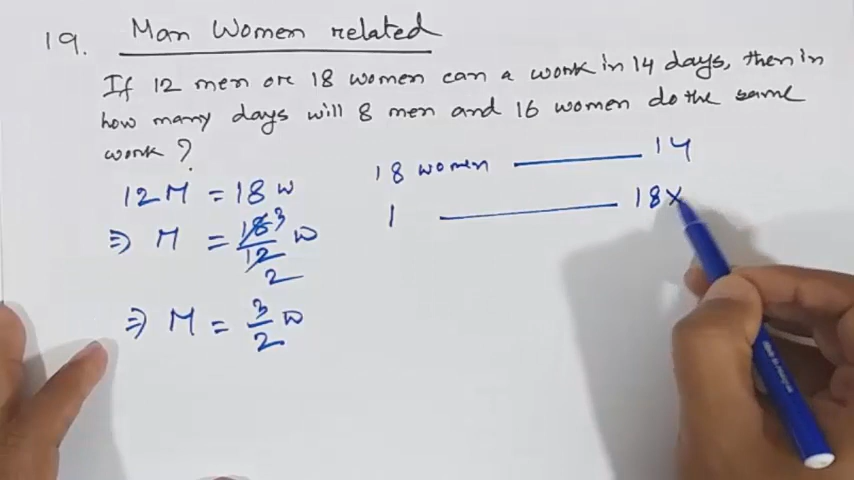 19. Man Women related
If 12 men or 18 women can a work in 14 days, then in
how many days will 8 men and 16 women do the same
work ?
12M = 18 W
⇒ M = 18/12 W 3 2
⇒ M = 3/2 W
18 women — 14
1 — 18×